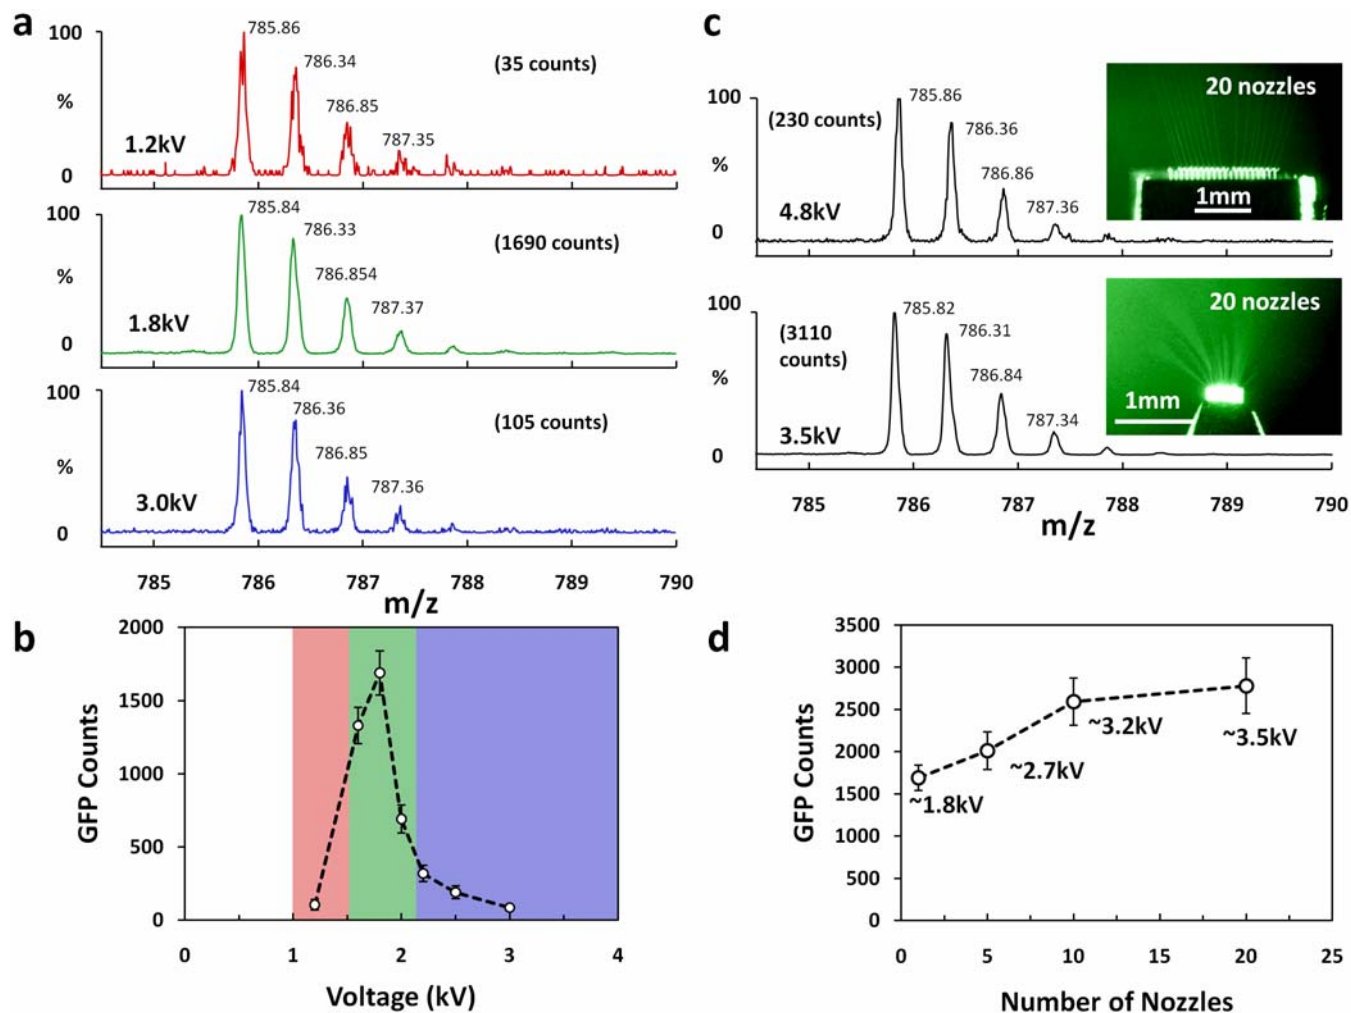 a
100
%
0
785.86
786.34
786.85
787.35
(35 counts)
1.2kV
100
%
0
785.84
786.33
786.854
787.37
(1690 counts)
1.8kV
100
%
0
785.84
786.36
786.85
787.36
(105 counts)
3.0kV
785 786 787 788 789 790
m/z
b
2000
1500
1000
500
0
GFP Counts
0 1 2 3 4
Voltage (kV)
c
100
%
0
(230 counts)
785.86
786.36
786.86
787.36
4.8kV
20 nozzles
1mm
100
%
0
(3110
counts)
785.82
786.31
786.84
787.34
3.5kV
20 nozzles
1mm
785 786 787 788 789 790
m/z
d
3500
3000
2500
2000
1500
1000
500
0
GFP Counts
~1.8kV
~2.7kV
~3.2kV
~3.5kV
0 5 10 15 20 25
Number of Nozzles